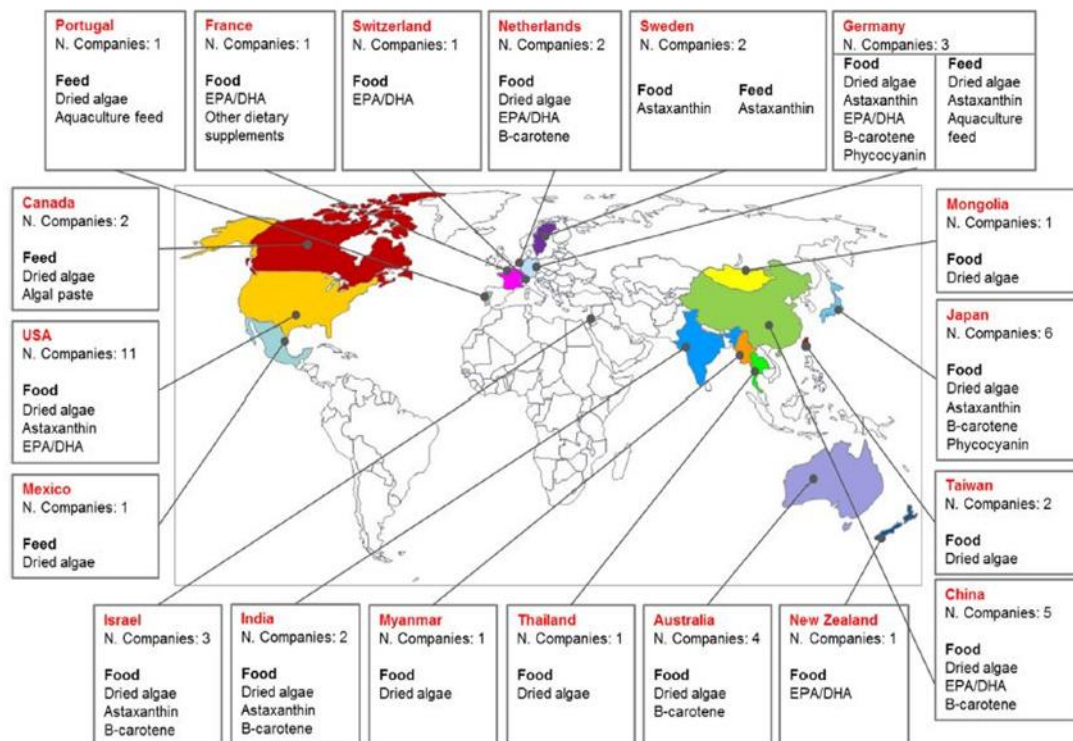 Portugal
N. Companies: 1
Feed
Dried algae
Aquaculture feed
France
N. Companies: 1
Food
EPA/DHA
Other dietary
supplements
Switzerland
N. Companies: 1
Food
EPA/DHA
Netherlands
N. Companies: 2
Food
Dried algae
EPA/DHA
B-carotene
Sweden
N. Companies: 2
Food
Astaxanthin
Feed
Astaxanthin
Germany
N. Companies: 3
Food
Dried algae
Astaxanthin
EPA/DHA
B-carotene
Phycocyanin
Feed
Dried algae
Astaxanthin
Aquaculture
feed
Canada
N. Companies: 2
Feed
Dried algae
Algal paste
USA
N. Companies: 11
Food
Dried algae
Astaxanthin
EPA/DHA
Mexico
N. Companies: 1
Feed
Dried algae
Mongolia
N. Companies: 1
Food
Dried algae
Japan
N. Companies: 6
Food
Dried algae
Astaxanthin
B-carotene
Phycocyanin
Taiwan
N. Companies: 2
Food
Dried algae
China
N. Companies: 5
Food
Dried algae
EPA/DHA
B-carotene
Israel
N. Companies: 3
Food
Dried algae
Astaxanthin
B-carotene
India
N. Companies: 2
Food
Dried algae
Astaxanthin
B-carotene
Myanmar
N. Companies: 1
Food
Dried algae
Thailand
N. Companies: 1
Food
Dried algae
Australia
N. Companies: 4
Food
Dried algae
B-carotene
New Zealand
N. Companies: 1
Food
EPA/DHA